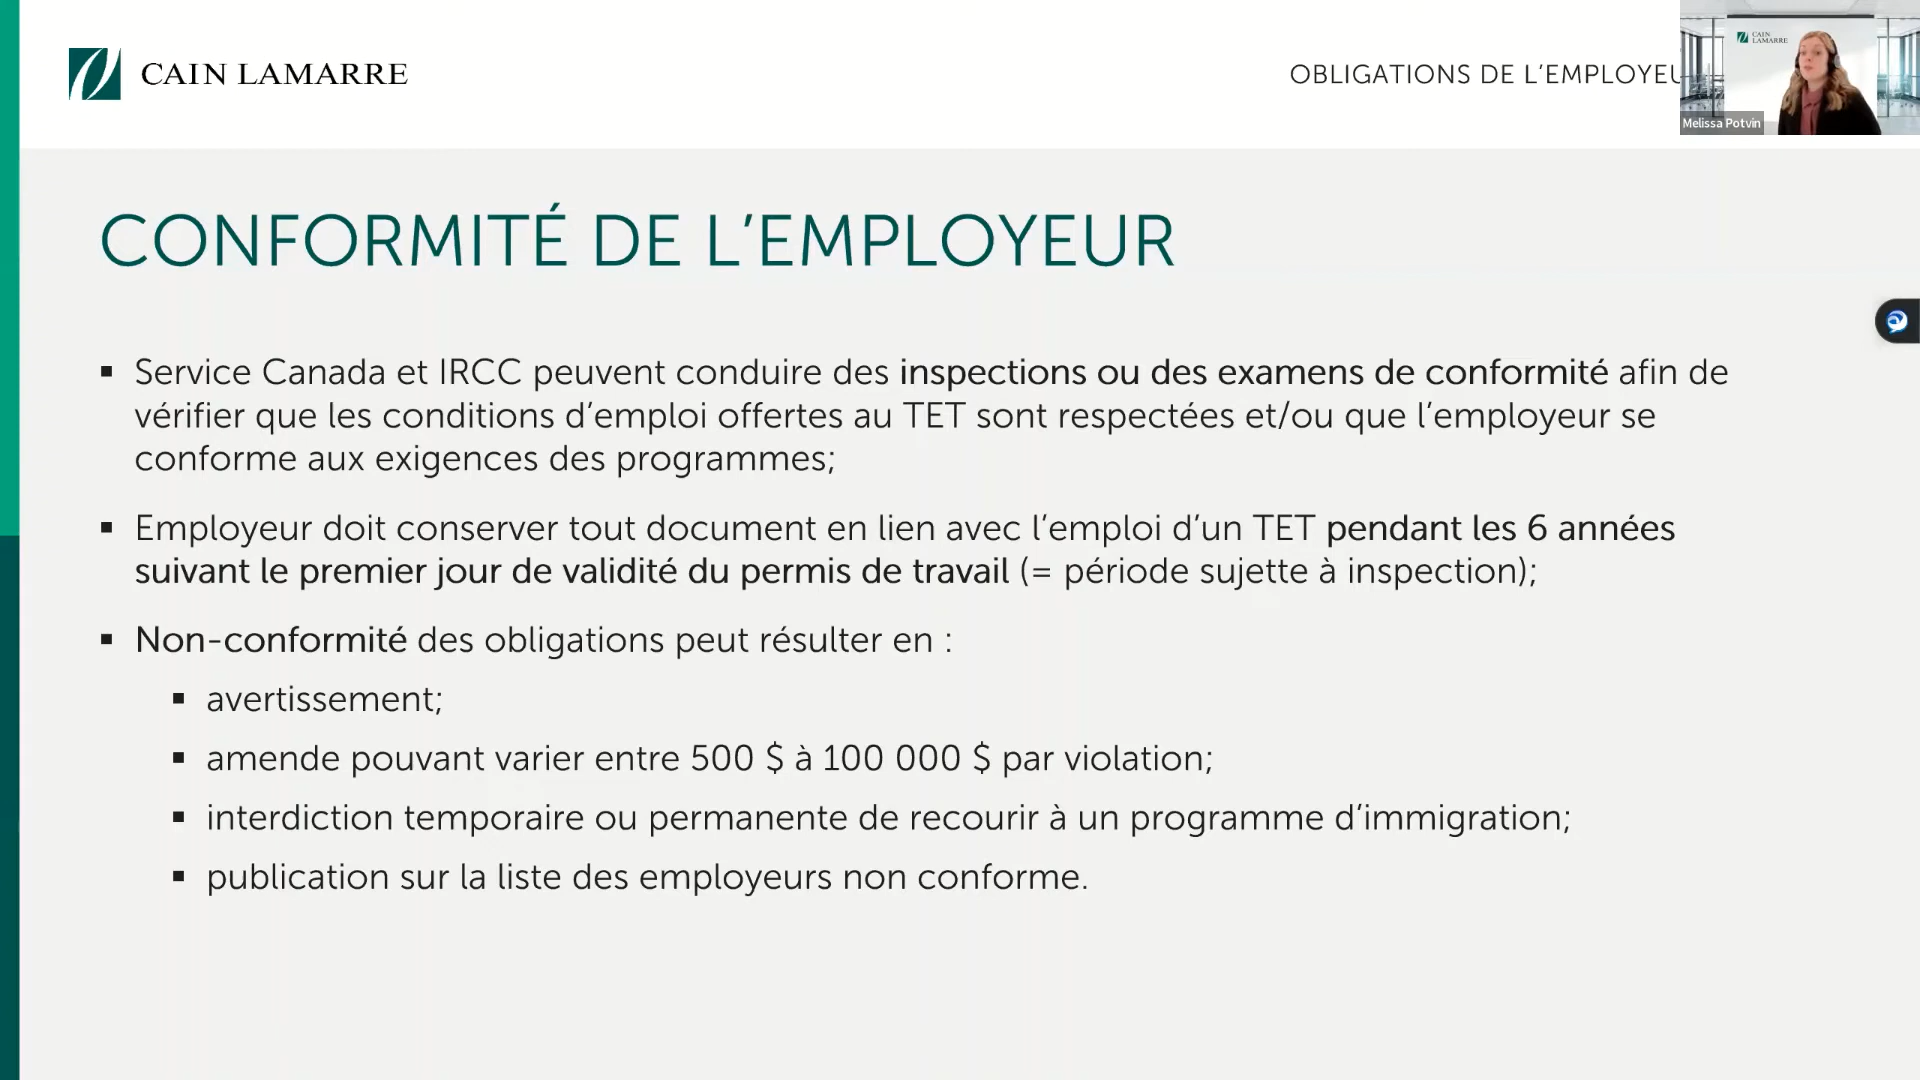 CAIN LAMARRE
OBLIGATIONS DE L’EMPLOYEU
CAIN
LAMARRE
Melissa Potvin
CONFORMITÉ DE L’EMPLOYEUR
▪ Service Canada et IRCC peuvent conduire des inspections ou des examens de conformité afin de
vérifier que les conditions d’emploi offertes au TET sont respectées et/ou que l’employeur se
conforme aux exigences des programmes;
▪ Employeur doit conserver tout document en lien avec l’emploi d’un TET pendant les 6 années
suivant le premier jour de validité du permis de travail (= période sujette à inspection);
▪ Non-conformité des obligations peut résulter en :
▪ avertissement;
▪ amende pouvant varier entre 500 $ à 100 000 $ par violation;
▪ interdiction temporaire ou permanente de recourir à un programme d’immigration;
▪ publication sur la liste des employeurs non conforme.